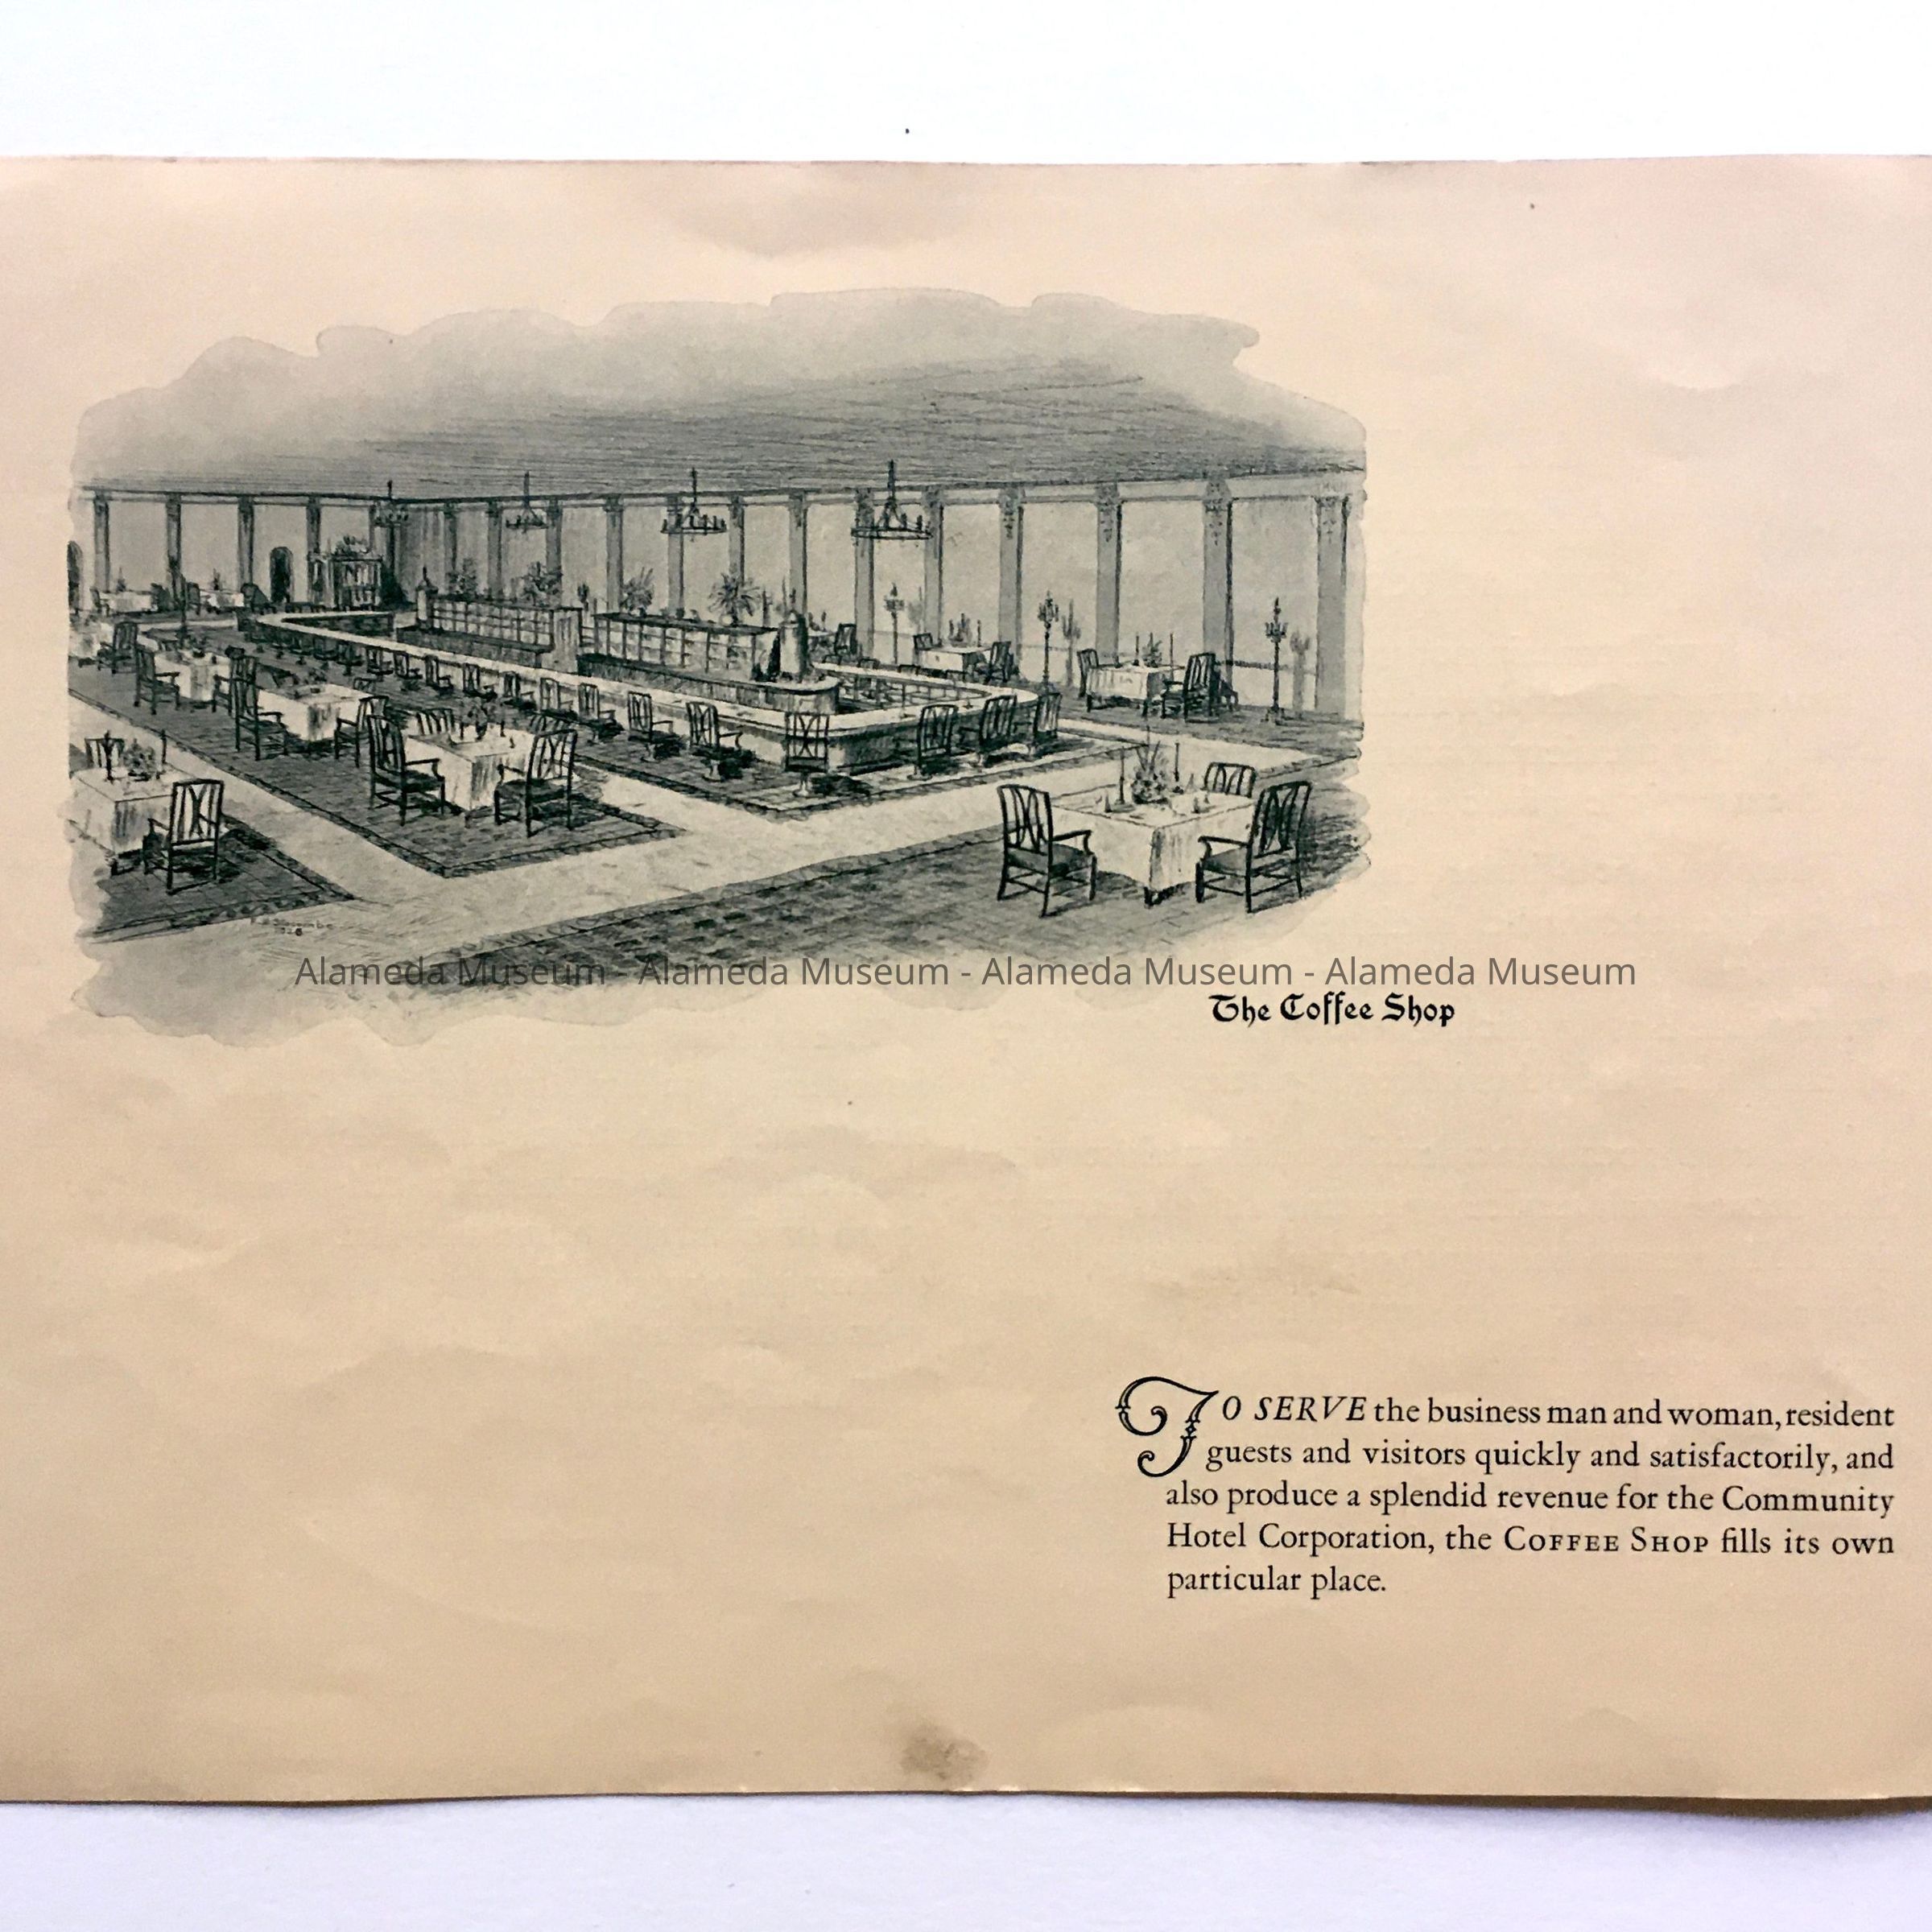 Alameda Museum - Alameda Museum - Alameda Museum - Alameda Museum
The Coffee Shop
TO SERVE the business man and woman, resident
guests and visitors quickly and satisfactorily, and
also produce a splendid revenue for the Community
Hotel Corporation, the COFFEE SHOP fills its own
particular place.